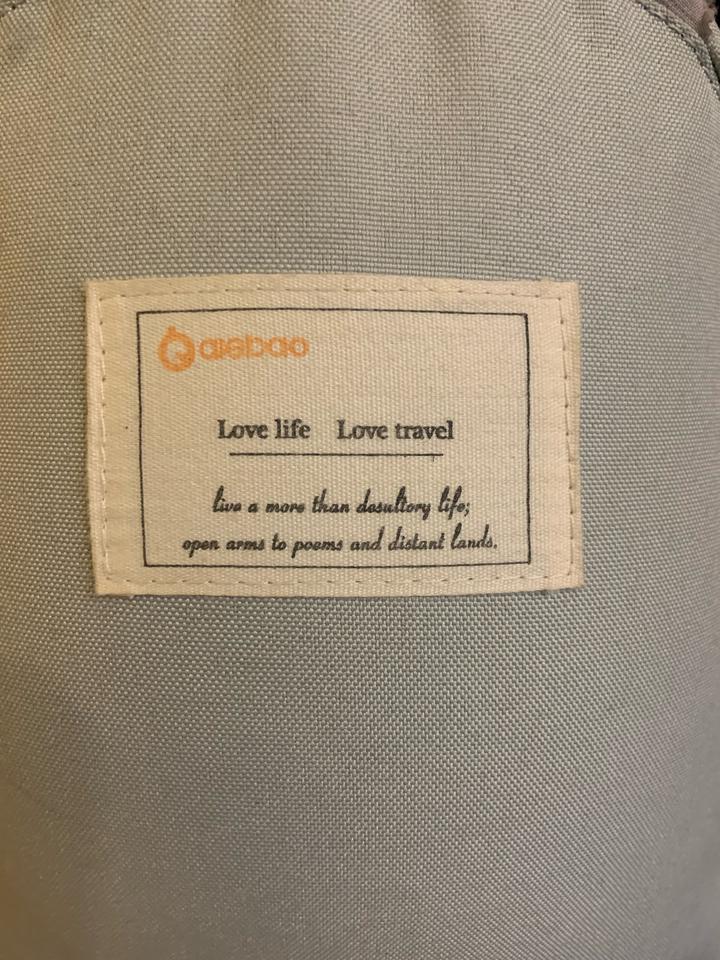 aiebao
Love life Love travel
live a more than desultory life;
open arms to poems and distant lands.